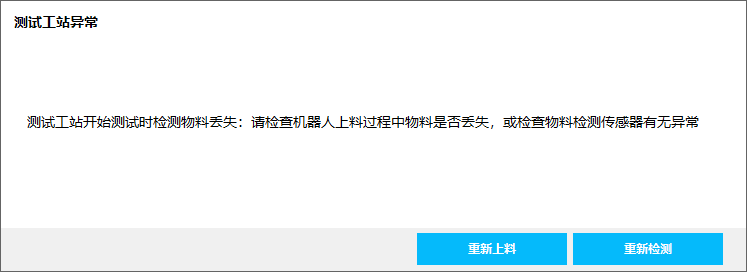 测试工站异常
测试工站开始测试时检测物料丢失：请检查机器人上料过程中物料是否丢失，或检查物料检测传感器有无异常
重新上料
重新检测